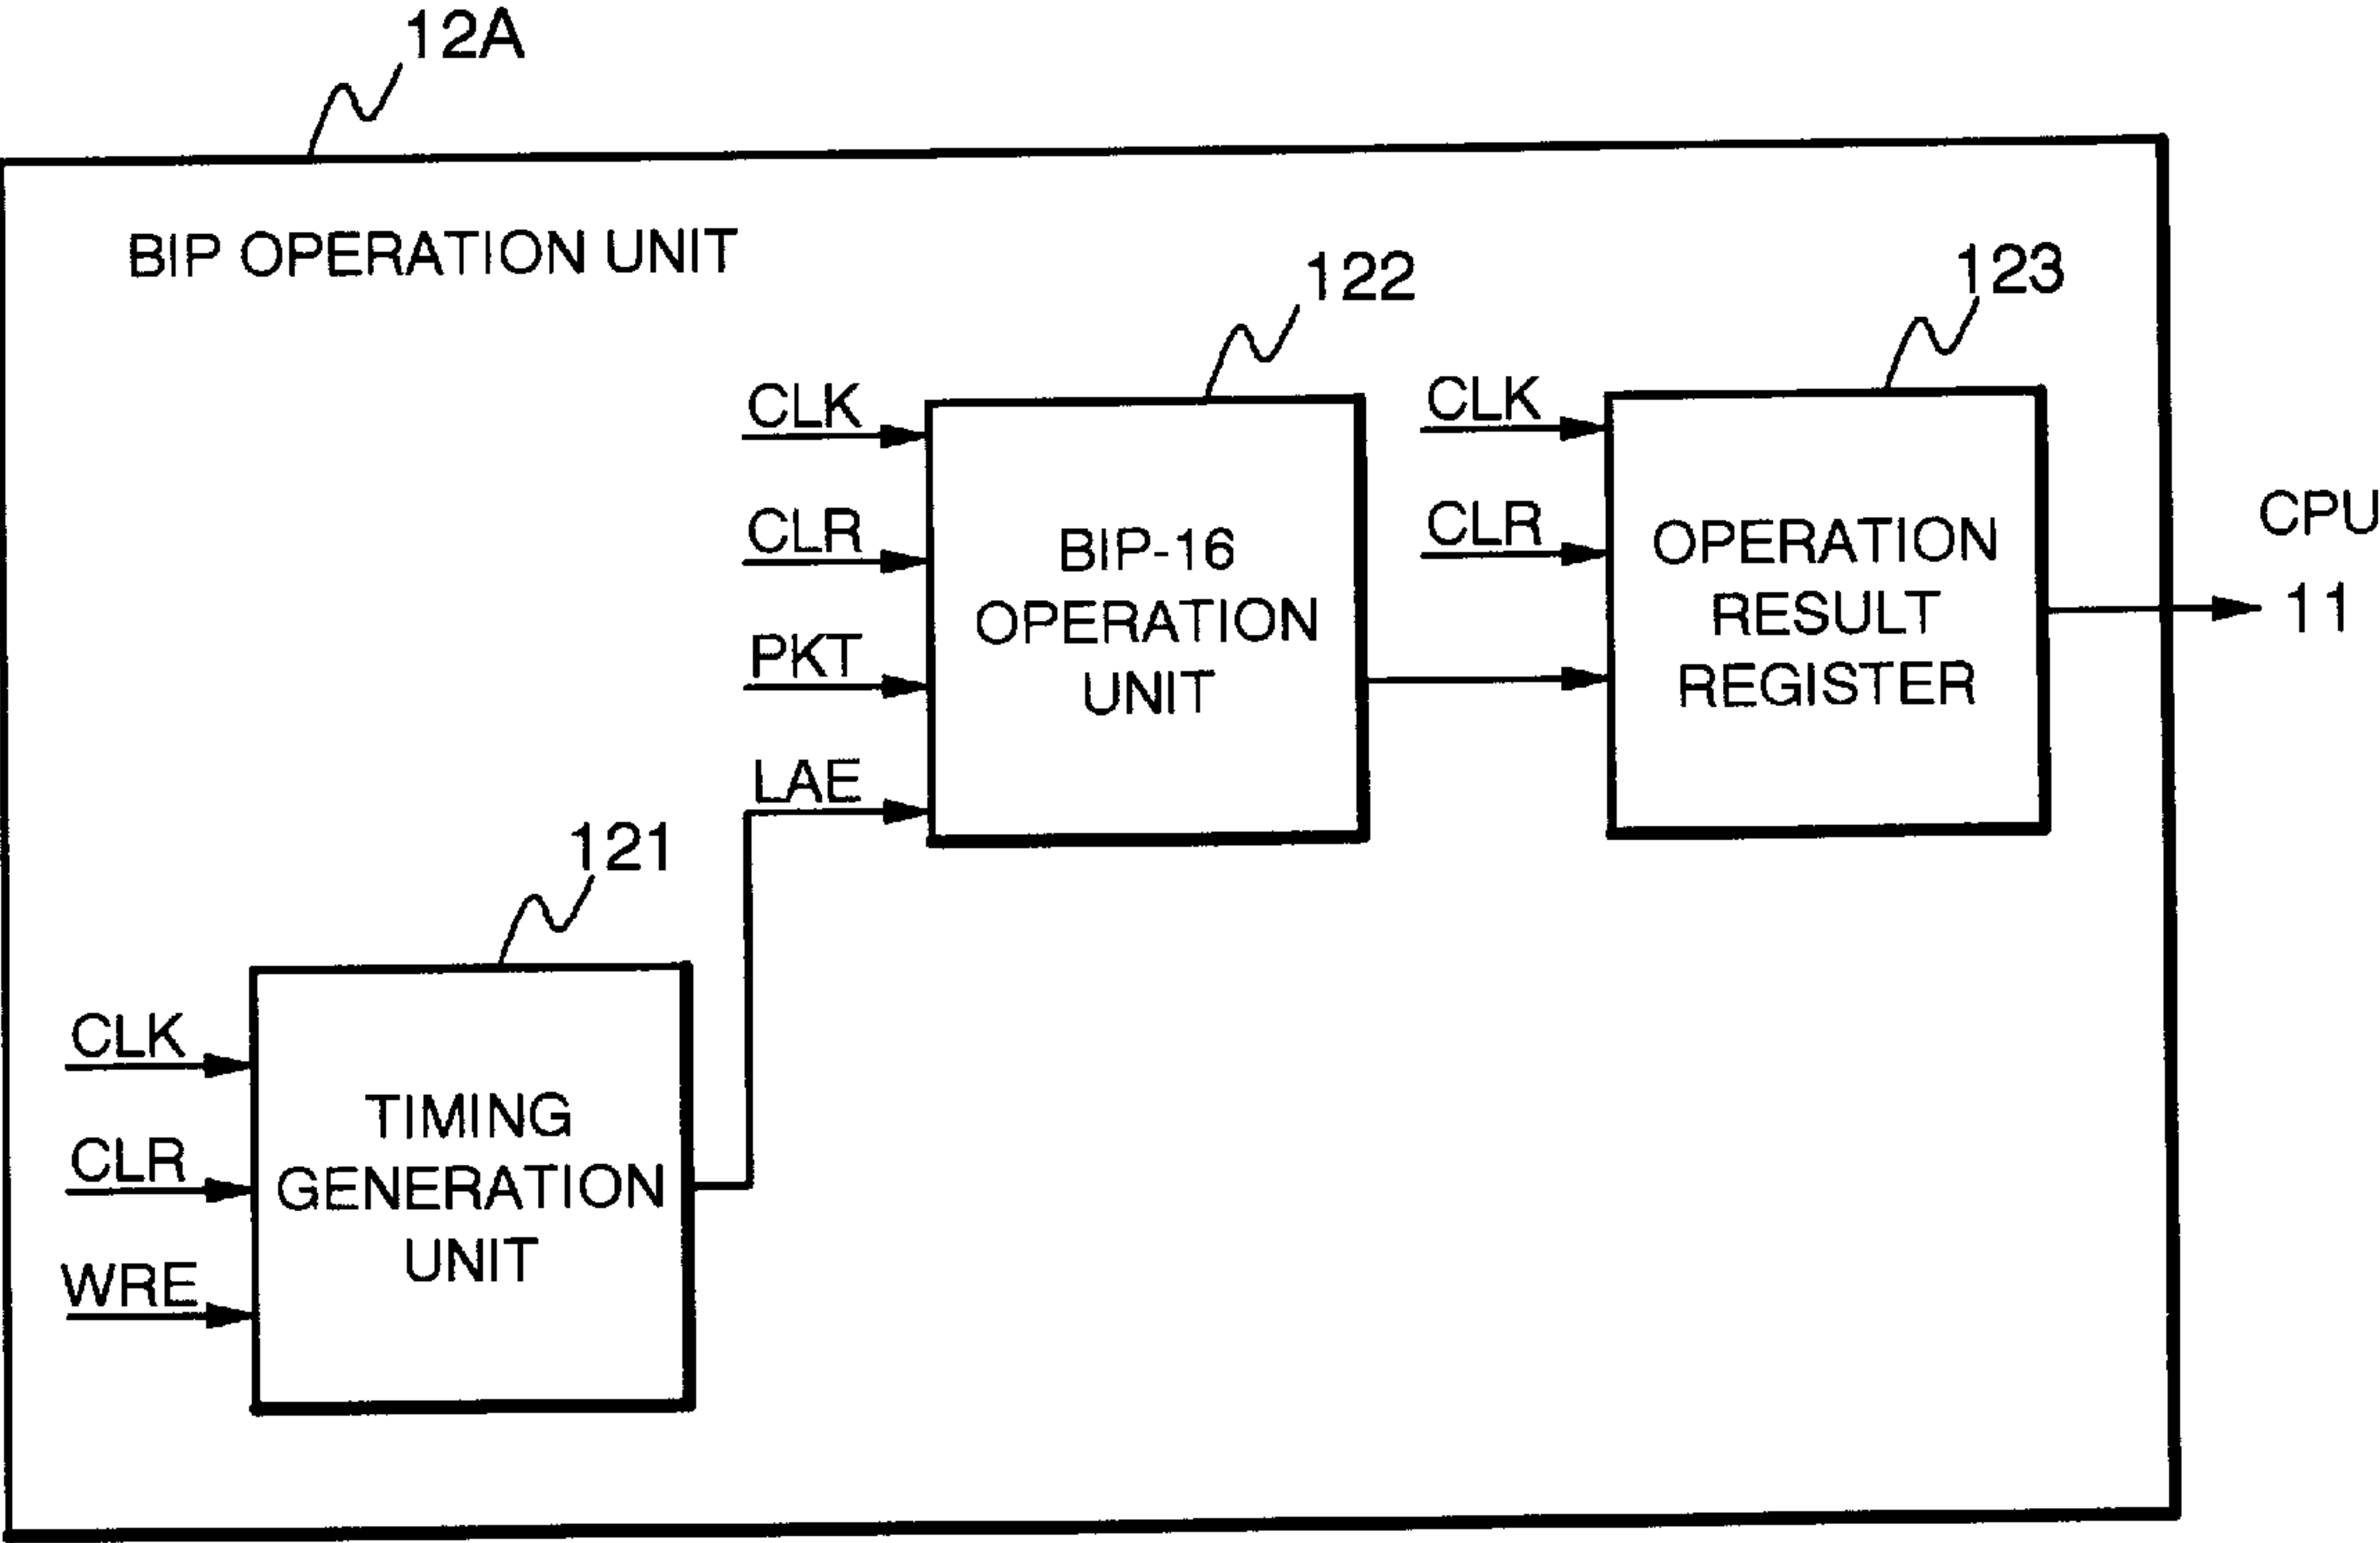 12A
BIP OPERATION UNIT
122
123
CLK
CLR
PKT
LAE
BIP-16
OPERATION
UNIT
CLK
CLR
OPERATION
RESULT
REGISTER
CPU
11
121
CLK
CLR
WRE
TIMING
GENERATION
UNIT